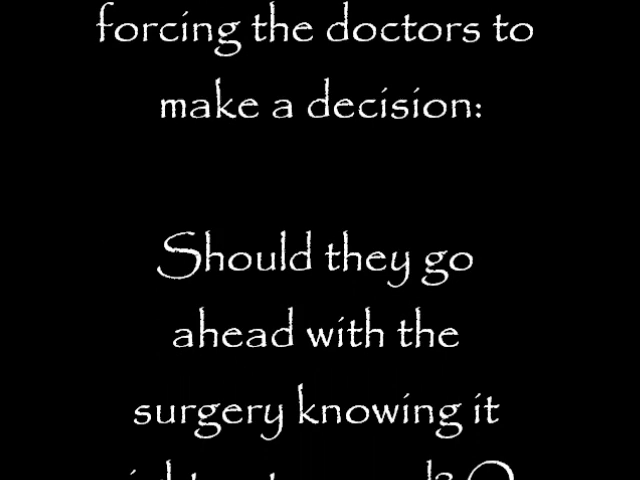 forcing the doctors to
make a decision:
Should they go
ahead with the
surgery knowing it